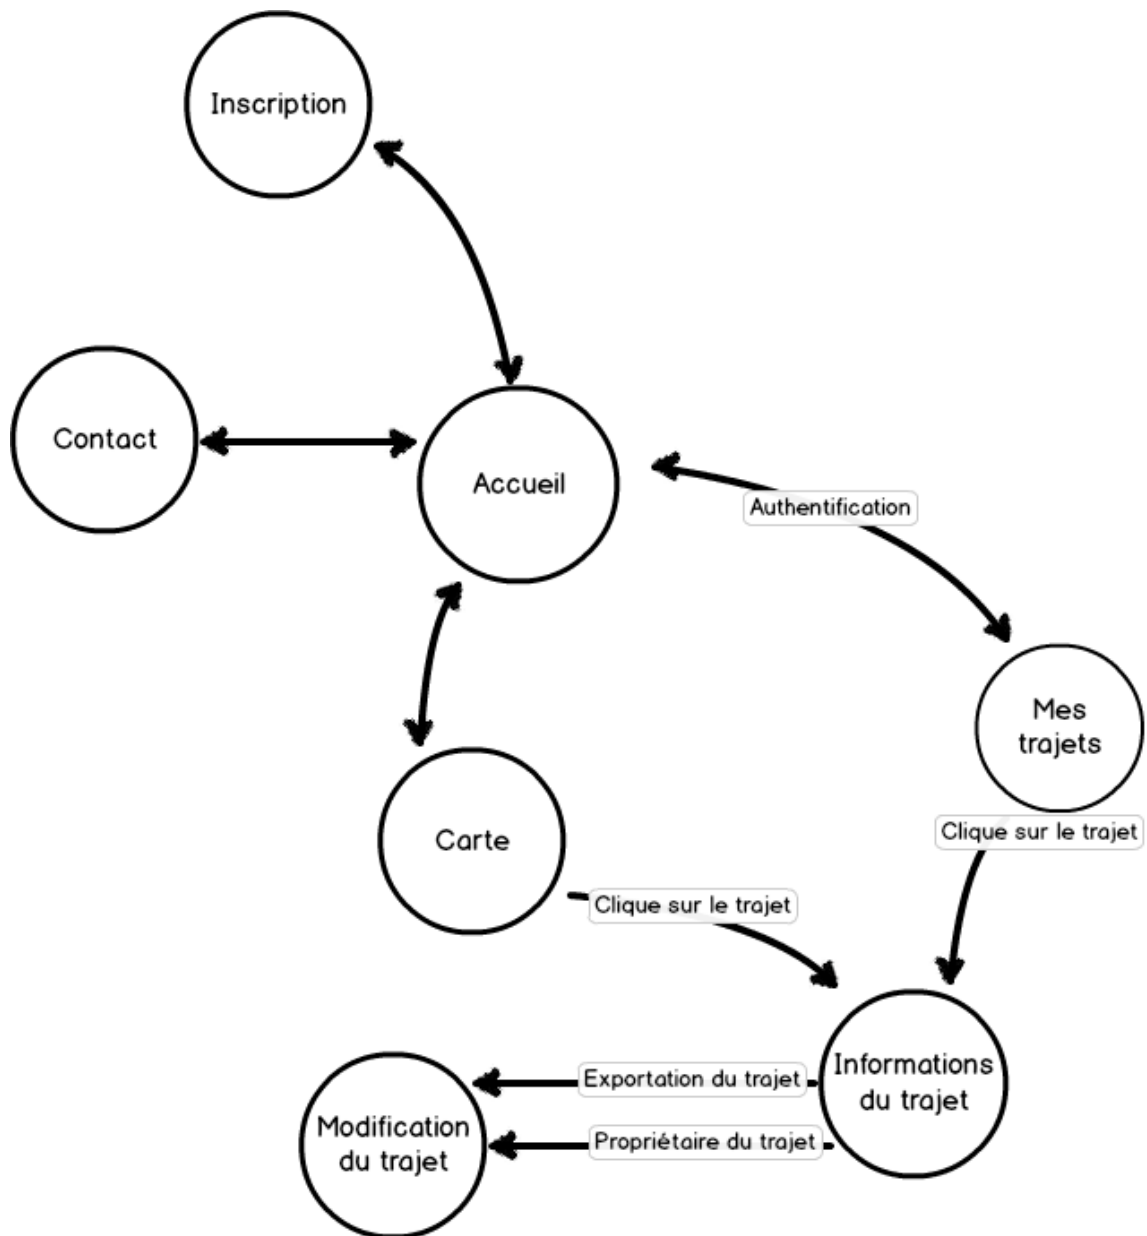 Inscription
Contact
Accueil
Authentification
Mes
trajets
Clique sur le trajet
Carte
Clique sur le trajet
Informations
du trajet
Exportation du trajet
Propriétaire du trajet
Modification
du trajet